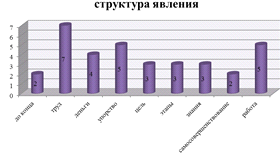 структура явления
7
6
5
4
3
2
1
0
2
7
4
5
3
3
3
2
5
до конца
труд
деньги
упорство
цель
этапы
знания
самосовершенствование
работа